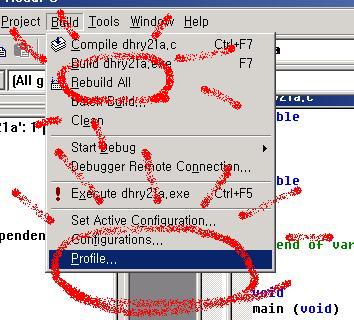 Project Build Tools Window Help
Compile dhry21a.c Ctrl+F7
Build dhry21a.exe F7
Rebuild All
Batch Build...
Clean
Start Debug
Debugger Remote Connection...
Execute dhry21a.exe Ctrl+F5
Set Active Configuration...
Configurations...
Profile...
[All g
21a': 1
penden
21a.c
ble
ble
end of var
void
main (void)